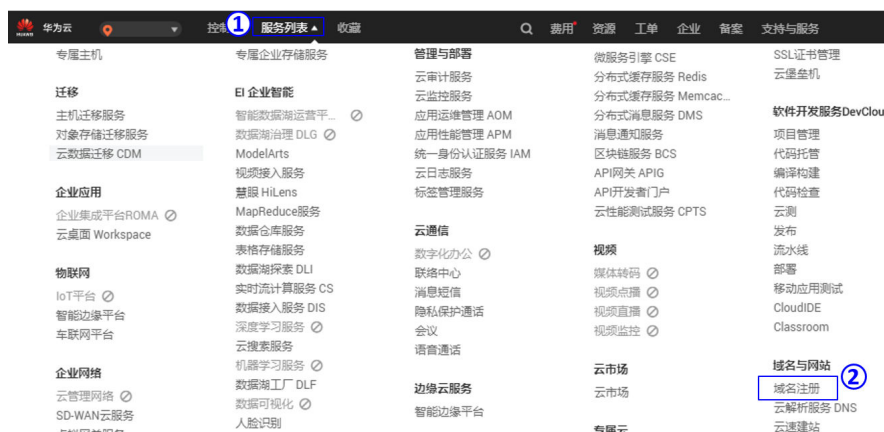 华为云
控制
①
服务列表
收藏
费用
资源
工单
企业
备案
支持与服务
专属主机
迁移
主机迁移服务
对象存储迁移服务
云数据迁移 CDM
企业应用
企业集成平台ROMA
云桌面 Workspace
物联网
IoT平台
智能边缘平台
车联网平台
企业网络
云管理网络
SD-WAN云服务
专属企业存储服务
EI 企业智能
智能数据湖运营平...
数据湖治理 DLG
ModelArts
视频接入服务
慧眼 HiLens
MapReduce服务
数据仓库服务
表格存储服务
数据湖探索 DLI
实时流计算服务 CS
数据接入服务 DIS
深度学习服务
云搜索服务
机器学习服务
数据湖工厂 DLF
数据可视化
人脸识别
管理与部署
云审计服务
云监控服务
应用运维管理 AOM
应用性能管理 APM
统一身份认证服务 IAM
云日志服务
标签管理服务
云通信
数字化办公
联络中心
消息短信
隐私保护通话
会议
语音通话
边缘云服务
智能边缘平台
微服务引擎 CSE
分布式缓存服务 Redis
分布式缓存服务 Memcac...
分布式消息服务 DMS
消息通知服务
区块链服务 BCS
API网关 APIG
API开发者门户
云性能测试服务 CPTS
视频
媒体转码
视频点播
视频直播
视频监控
云市场
云市场
专属云
SSL证书管理
云堡垒机
软件开发服务DevClou
项目管理
代码托管
编译构建
代码检查
云测
发布
流水线
部署
移动应用测试
CloudIDE
Classroom
域名与网站
②
域名注册
云解析服务 DNS
云速建站